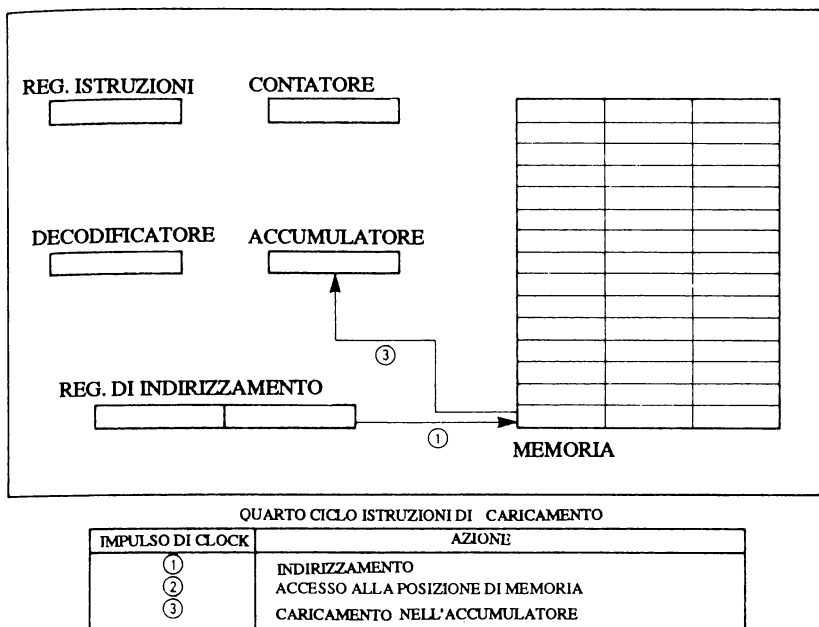 REG. ISTRUZIONI CONTATORE
DECODIFICATORE ACCUMULATORE
③
REG. DI INDIRIZZAMENTO
①
MEMORIA
QUARTO CICLO ISTRUZIONI DI CARICAMENTO
IMPULSO DI CLOCK AZIONE
① INDIRIZZAMENTO
② ACCESSO ALLA POSIZIONE DI MEMORIA
③ CARICAMENTO NELL'ACCUMULATORE